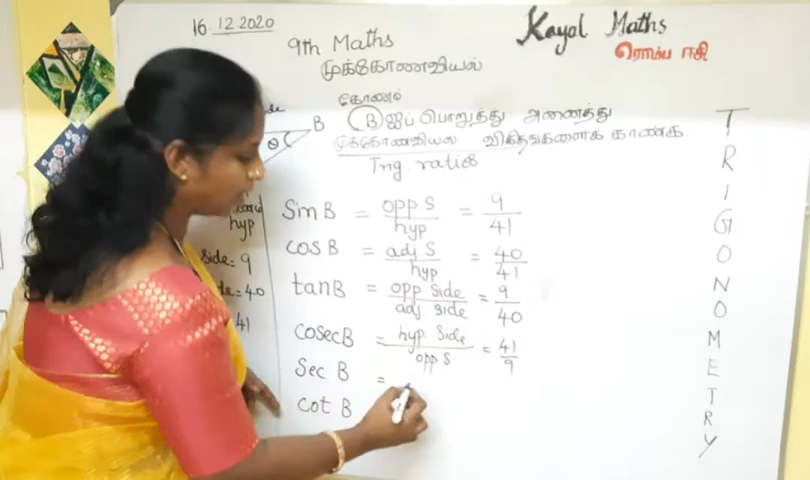 16.12.2020
Kayal Maths
ரொம்ப ஈசி
9th Maths
முக்கோணவியல்
கோணம்
B ஐப் பொறுத்து அனைத்து
முக்கோணவியல் விகிதங்களைக் காண்க.
Trig ratios
B
θ
hyp
side = 9
= 40
41
Sin B = opp S / hyp = 9 / 41
cos B = adj S / hyp = 40 / 41
tan B = opp side / adj side = 9 / 40
cosec B = hyp. Side / opp S. = 41 / 9
Sec B =
cot B
TRIGONOMETRY